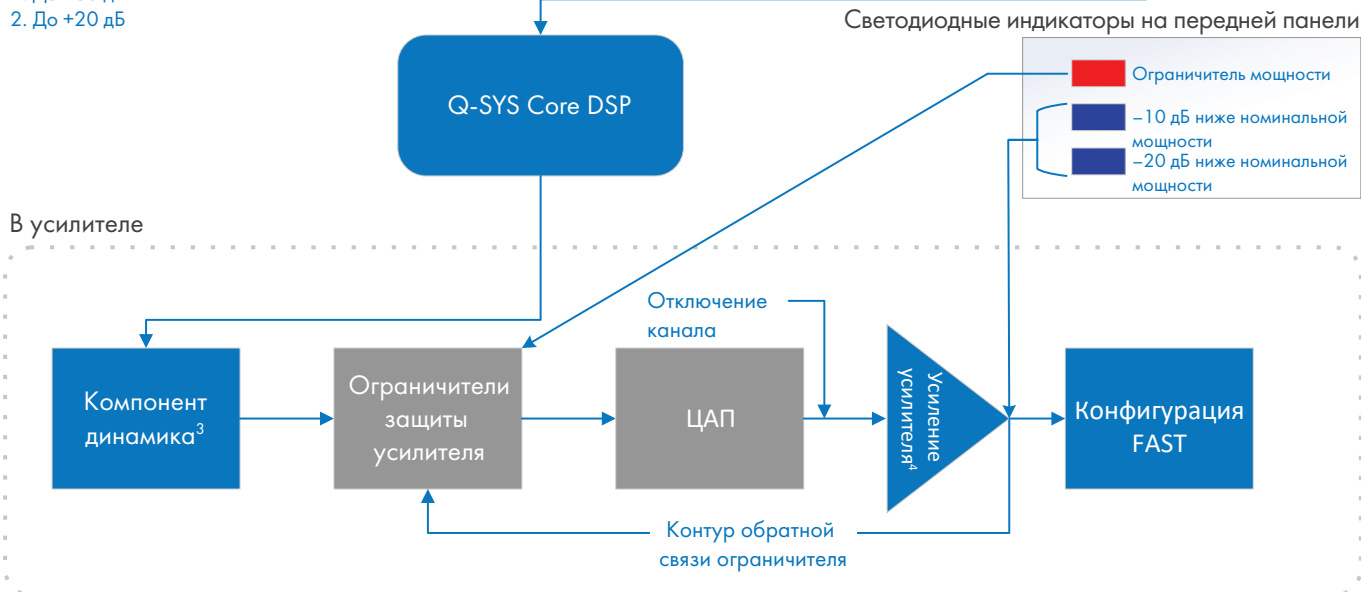 2. До +20 дБ
Светодиодные индикаторы на передней панели
Q-SYS Core DSP
Ограничитель мощности
–10 дБ ниже номинальной
мощности
–20 дБ ниже номинальной
мощности
В усилителе
Отключение
канала
Компонент
динамика³
Ограничители
защиты
усилителя
ЦАП
Усиление
усилителя⁴
Конфигурация
FAST
Контур обратной
связи ограничителя